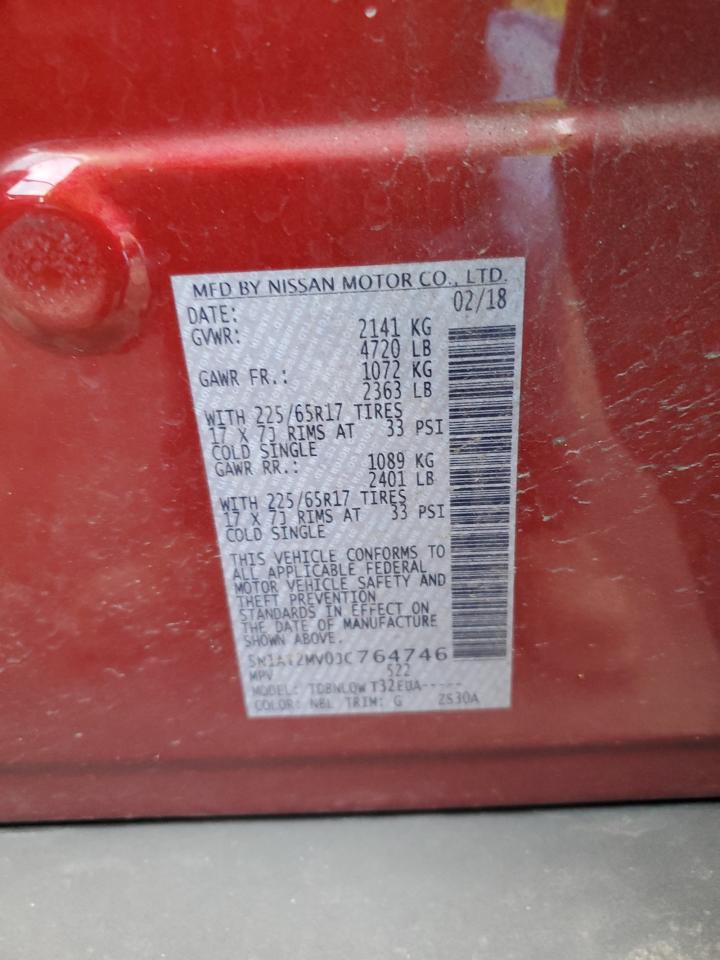 MFD BY NISSAN MOTOR CO., LTD.
DATE: 02/18
GVWR: 2141 KG
4720 LB
GAWR FR.: 1072 KG
2363 LB
WITH 225/65R17 TIRES
17 X 7J RIMS AT 33 PSI
COLD SINGLE
GAWR RR.: 1089 KG
2401 LB
WITH 225/65R17 TIRES
17 X 7J RIMS AT 33 PSI
COLD SINGLE
THIS VEHICLE CONFORMS TO
ALL APPLICABLE FEDERAL
MOTOR VEHICLE SAFETY AND
THEFT PREVENTION
STANDARDS IN EFFECT ON
THE DATE OF MANUFACTURE
SHOWN ABOVE.
5N1AT2MV0JC764746
MPV 522
MODEL: TDBNLQW T32EUA-----
COLOR: NBL TRIM: G 2S30A